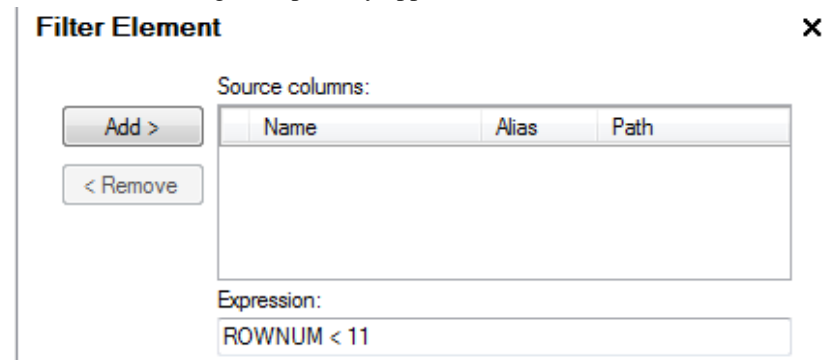 Filter Element
Source columns:
Add >
Name Alias Path
< Remove
Expression:
ROWNUM < 11